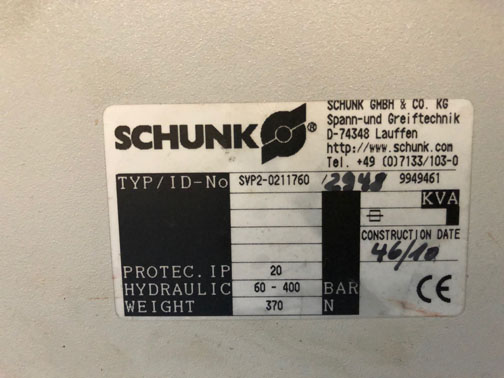 SCHUNK®
SCHUNK GMBH & CO. KG
Spann-und Greiftechnik
D-74348 Lauffen
http://www.schunk.com
Tel. +49 (0)7133/103-0
TYP/ID-No SVP2-0211760 /2948 9949461
KVA
CONSTRUCTION DATE
46/10
PROTEC.IP 20
HYDRAULIC 60 - 400 BAR
WEIGHT 370 N
CE